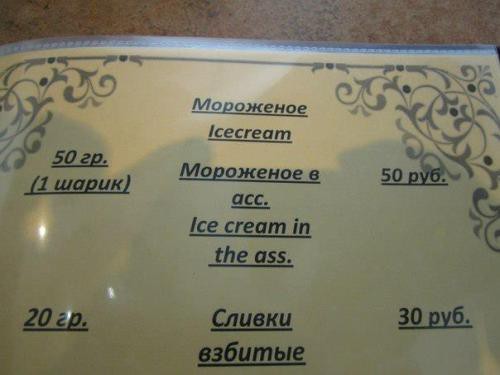 Мороженое
Icecream
50 гр.
(1 шарик)
Мороженое в
асс.
Ice cream in
the ass.
50 руб.
20 гр.
Сливки
взбитые
30 руб.